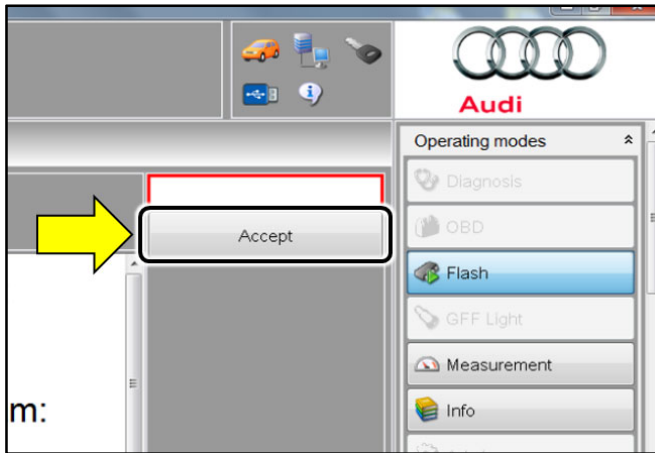 Audi
Operating modes
Diagnosis
OBD
Accept
Flash
GFF Light
Measurement
m:
Info